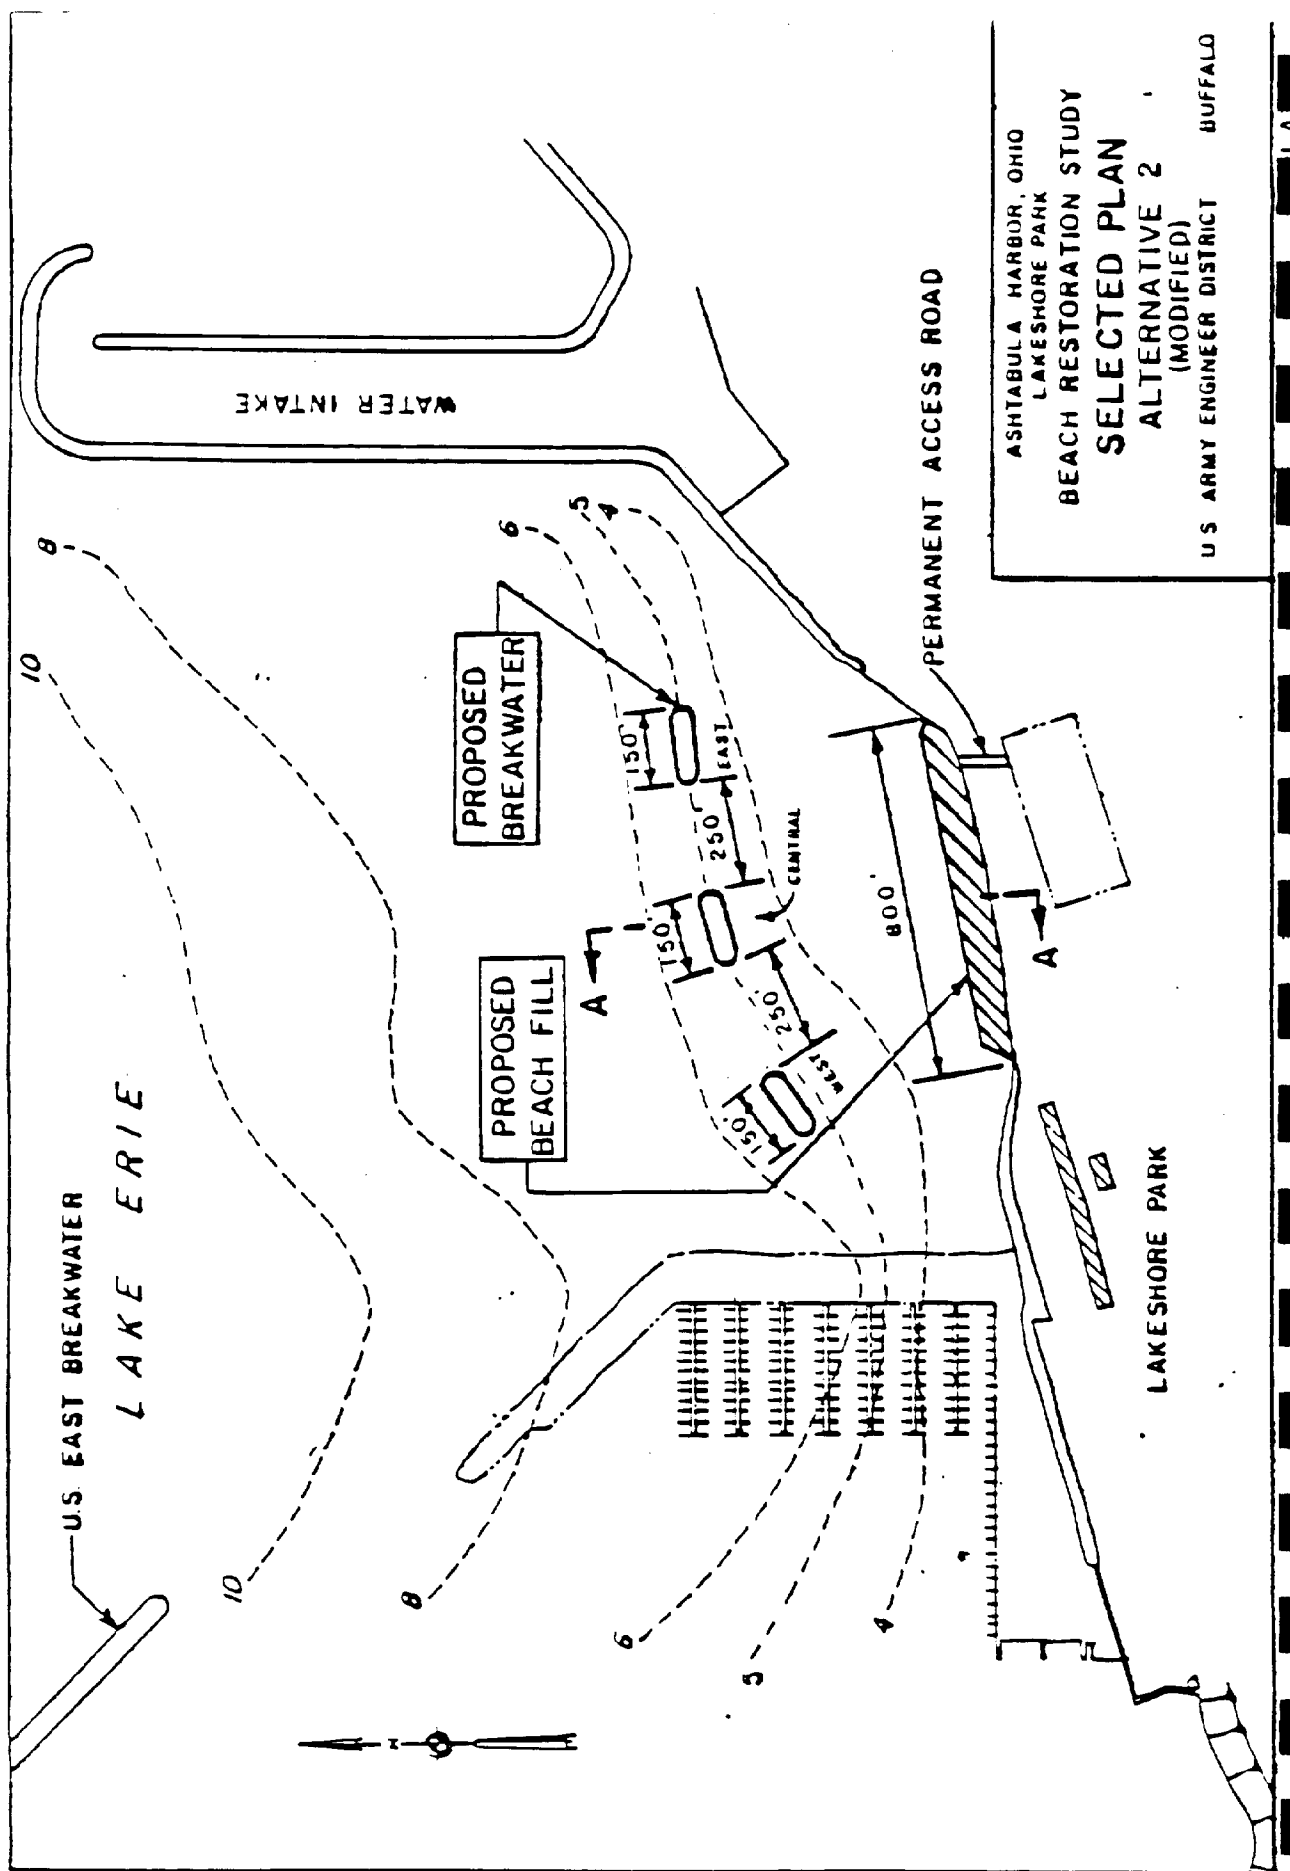 U.S. EAST BREAKWATER
LAKE ERIE
10
10
8
8
6
6
5
5
4
4
WATER INTAKE
PROPOSED
BREAKWATER
PROPOSED
BEACH FILL
150'
150'
150'
250'
250'
EAST
CENTRAL
WEST
A
A
800'
PERMANENT ACCESS ROAD
LAKESHORE PARK
ASHTABULA HARBOR, OHIO
LAKESHORE PARK
BEACH RESTORATION STUDY
SELECTED PLAN
ALTERNATIVE 2
(MODIFIED)
US ARMY ENGINEER DISTRICT BUFFALO